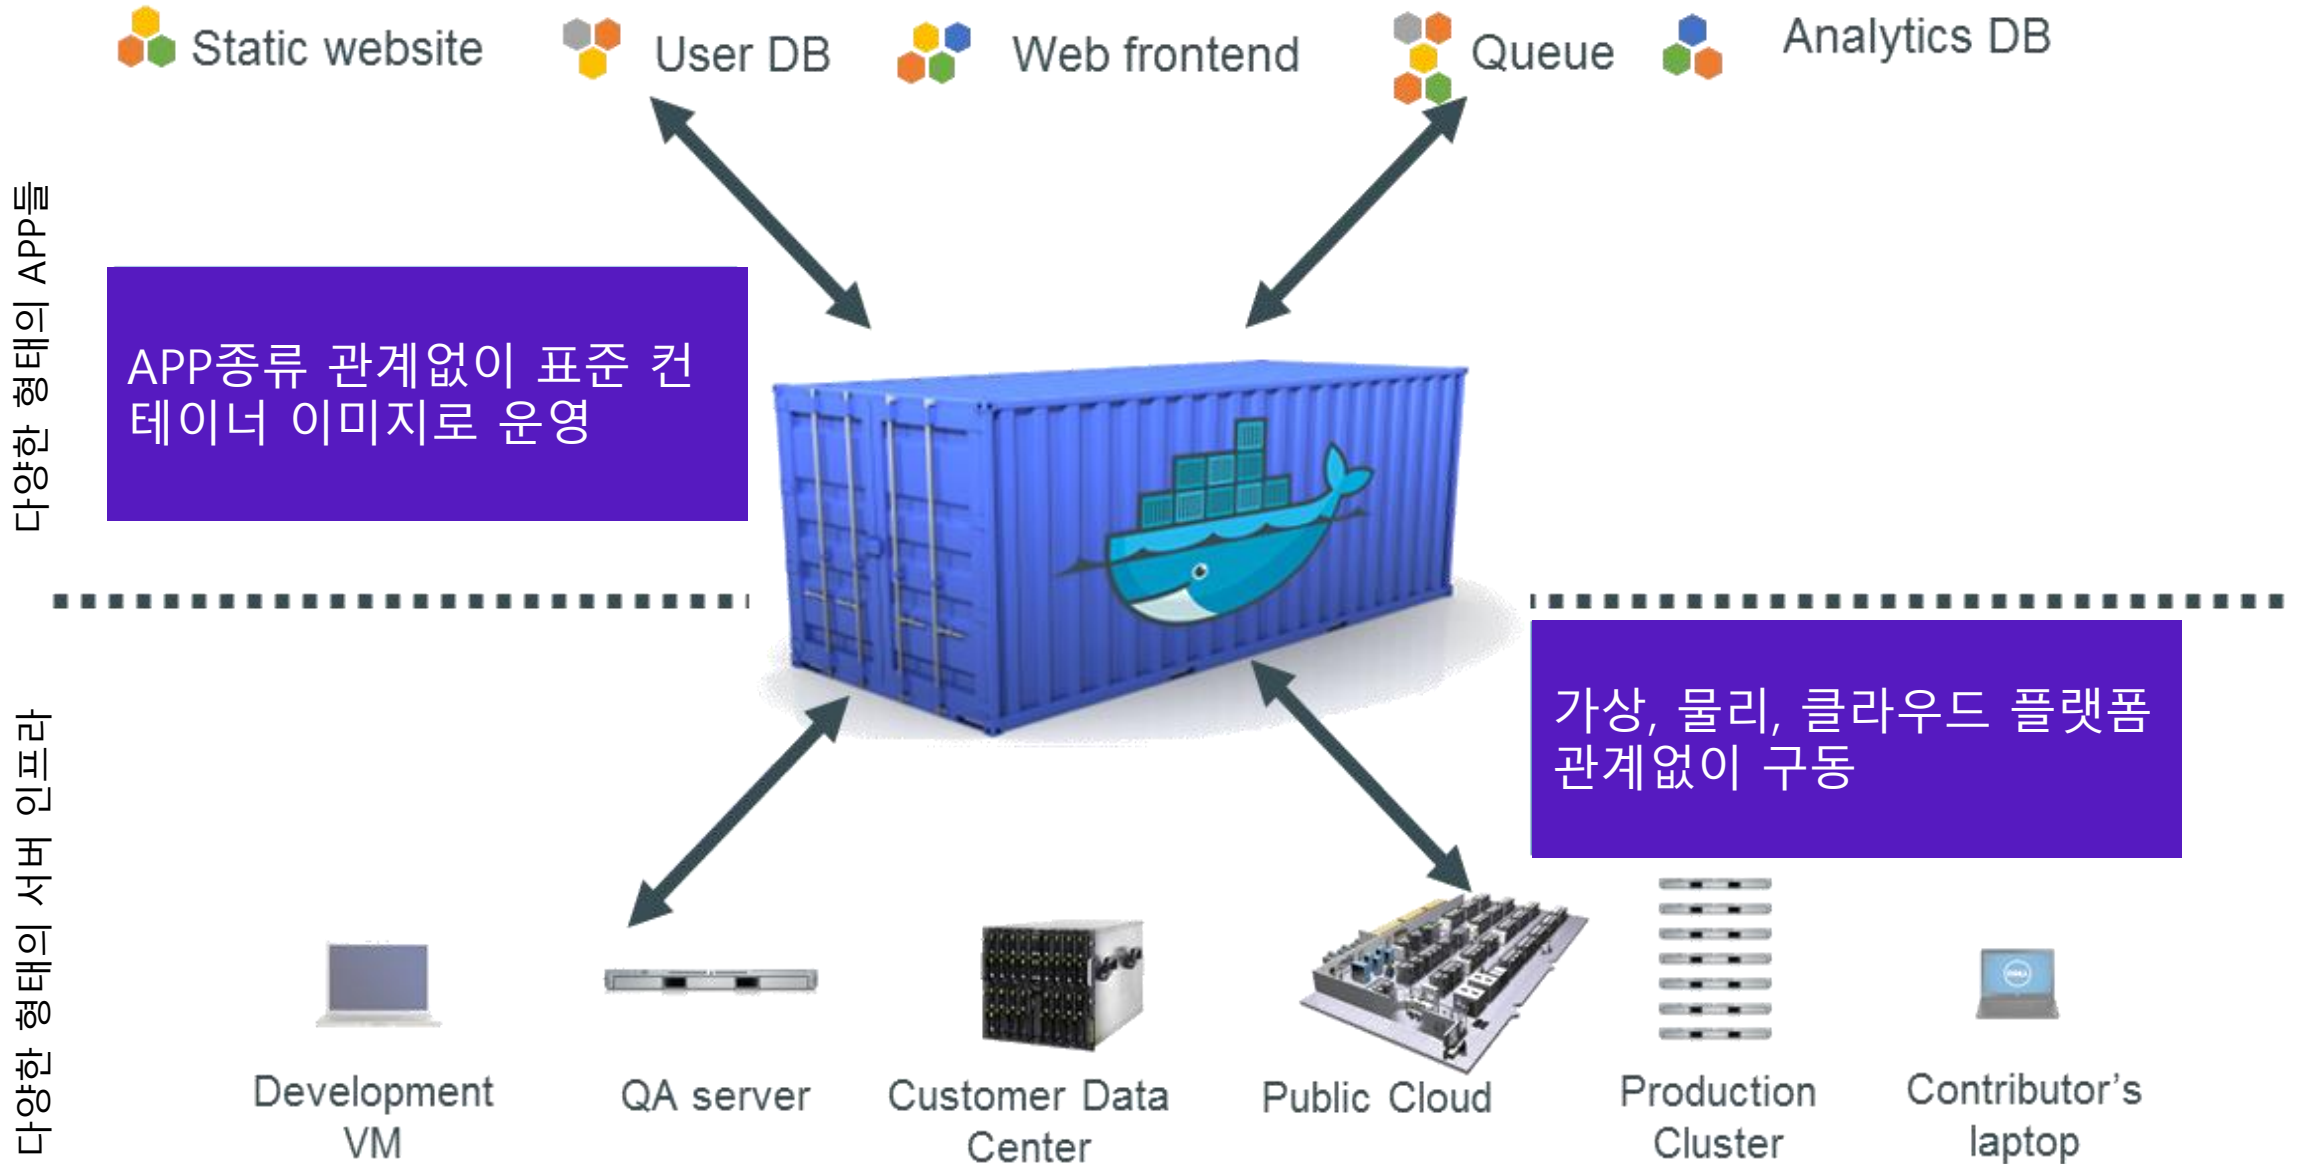 Static website
User DB
Web frontend
Queue
Analytics DB
다양한 형태의 APP들
APP종류 관계없이 표준 컨
테이너 이미지로 운영
다양한 형태의 서버 인프라
가상, 물리, 클라우드 플랫폼
관계없이 구동
Development
VM
QA server
Customer Data
Center
Public Cloud
Production
Cluster
DELL
Contributor’s
laptop